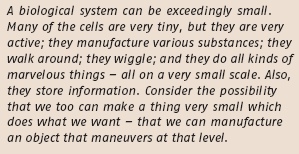 A biological system can be exceedingly small.
Many of the cells are very tiny, but they are very
active; they manufacture various substances; they
walk around; they wiggle; and they do all kinds of
marvelous things – all on a very small scale. Also,
they store information. Consider the possibility
that we too can make a thing very small which
does what we want – that we can manufacture
an object that maneuvers at that level.